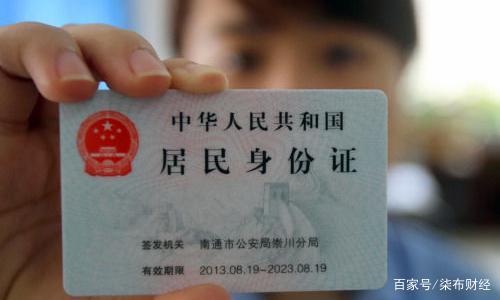 中华人民共和国
居民身份证
签发机关 南通市公安局崇川分局
有效期限 2013.08.19-2023.08.19
百家号/柒布财经